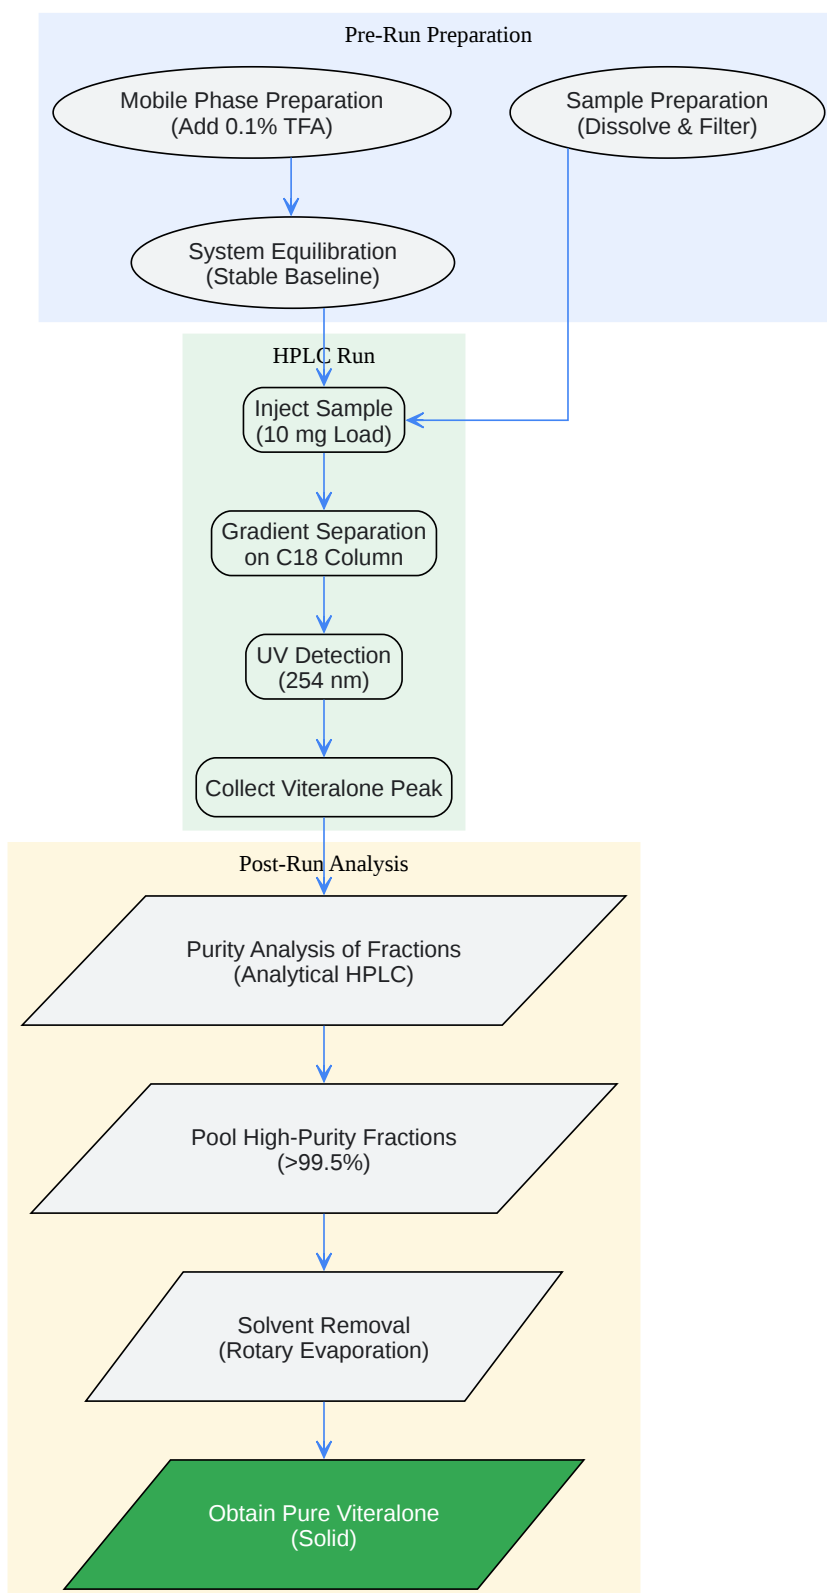 Pre-Run Preparation
Mobile Phase Preparation
(Add 0.1% TFA)
Sample Preparation
(Dissolve & Filter)
System Equilibration
(Stable Baseline)
HPLC Run
Inject Sample
(10 mg Load)
Gradient Separation
on C18 Column
UV Detection
(254 nm)
Collect Viteralone Peak
Post-Run Analysis
Purity Analysis of Fractions
(Analytical HPLC)
Pool High-Purity Fractions
(>99.5%)
Solvent Removal
(Rotary Evaporation)
Obtain Pure Viteralone
(Solid)